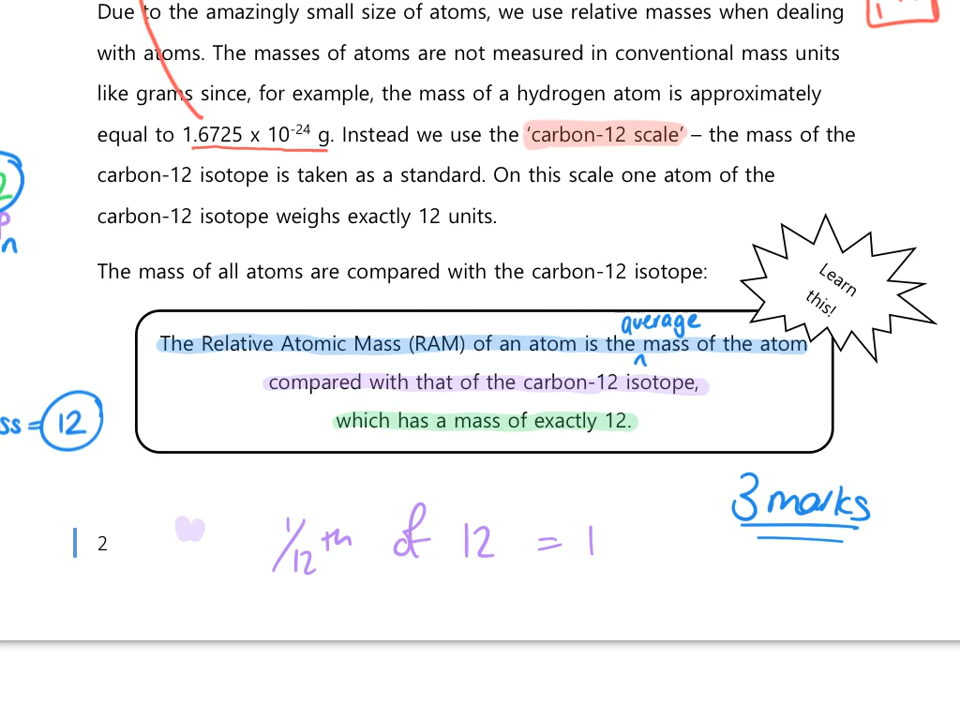 Due to the amazingly small size of atoms, we use relative masses when dealing
with atoms. The masses of atoms are not measured in conventional mass units
like grams since, for example, the mass of a hydrogen atom is approximately
equal to 1.6725 x 10⁻²⁴ g. Instead we use the 'carbon-12 scale' – the mass of the
carbon-12 isotope is taken as a standard. On this scale one atom of the
carbon-12 isotope weighs exactly 12 units.
n
The mass of all atoms are compared with the carbon-12 isotope:
Learn
this!
average
The Relative Atomic Mass (RAM) of an atom is the ^ mass of the atom
compared with that of the carbon-12 isotope,
which has a mass of exactly 12.
ss = 12
3 marks
1/12 th of 12 = 1
2